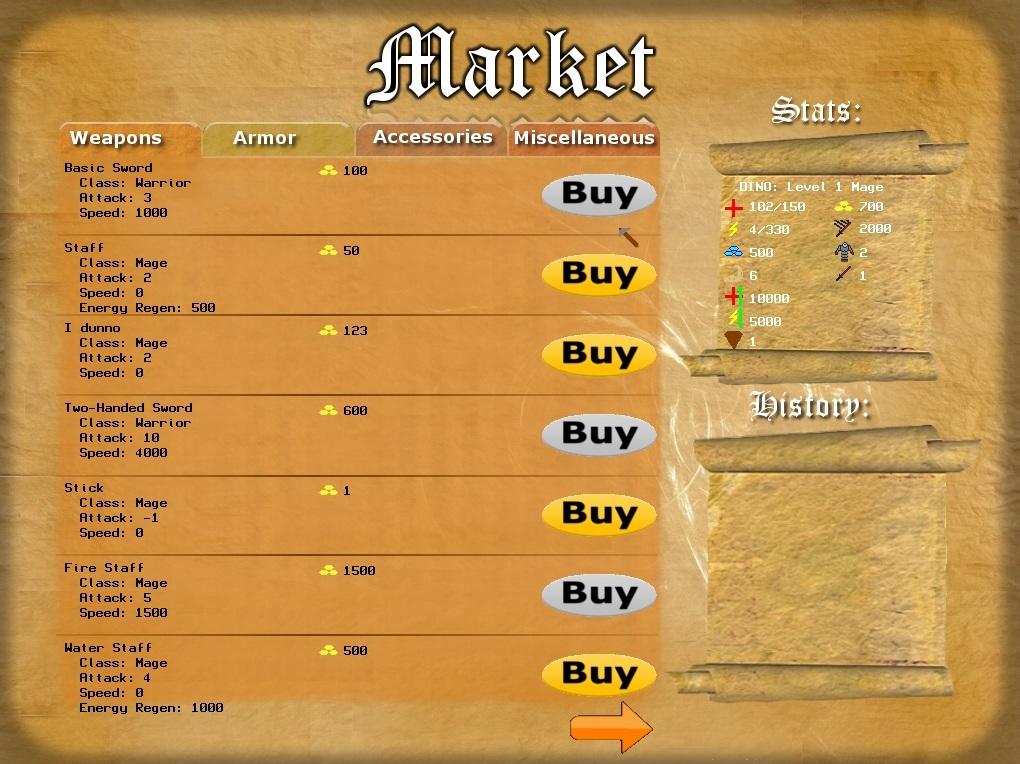 Market
Weapons Armor Accessories Miscellaneous
Basic Sword 100
Class: Warrior
Attack: 3
Speed: 1000
Buy
Staff 50
Class: Mage
Attack: 2
Speed: 0
Energy Regen: 500
Buy
I dunno 123
Class: Mage
Attack: 2
Speed: 0
Buy
Two-Handed Sword 600
Class: Warrior
Attack: 10
Speed: 4000
Buy
Stick 1
Class: Mage
Attack: -1
Speed: 0
Buy
Fire Staff 1500
Class: Mage
Attack: 5
Speed: 1500
Buy
Water Staff 500
Class: Mage
Attack: 4
Speed: 0
Energy Regen: 1000
Buy
Stats:
DINO: Level 1 Mage
102/150 700
4/330 2000
500 2
6 1
10000
5000
1
History: